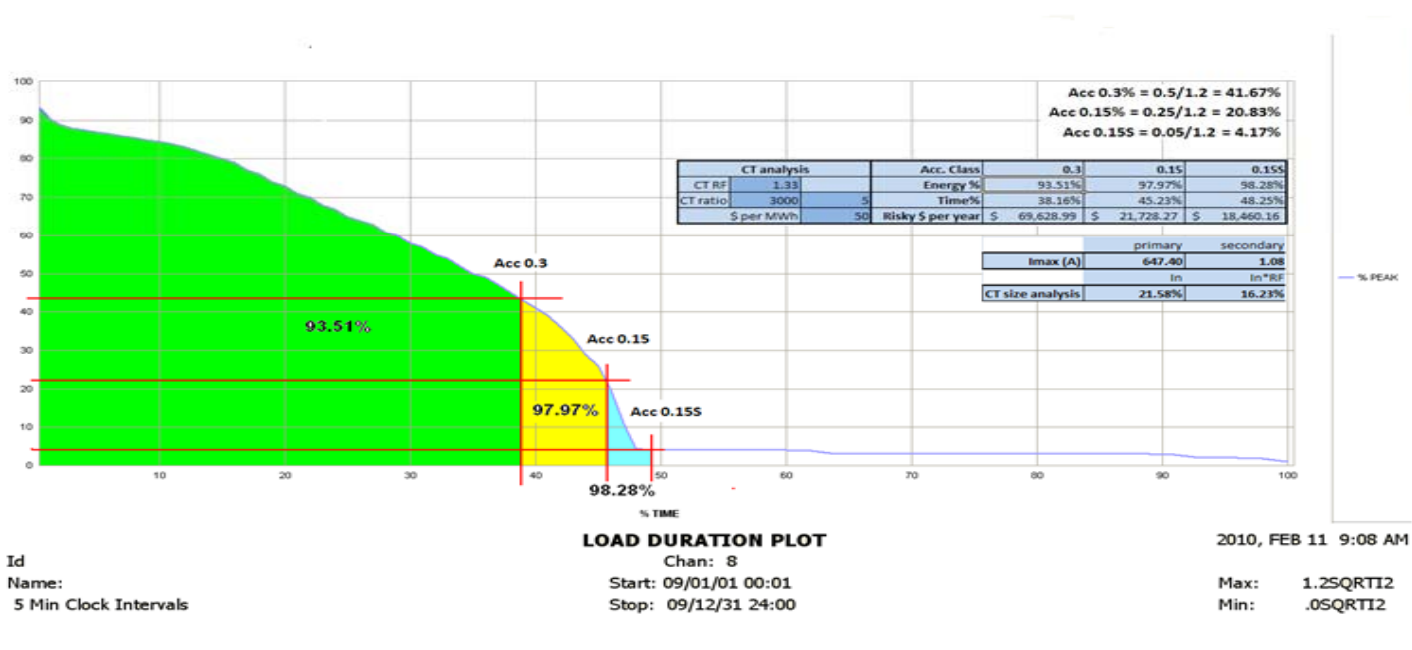 100
90
80
70
60
50
40
30
20
10
0
10 20 30 40 50 60 70 80 90 100
Acc 0.3% = 0.5/1.2 = 41.67%
Acc 0.15% = 0.25/1.2 = 20.83%
Acc 0.15S = 0.05/1.2 = 4.17%
CT analysis Acc. Class 0.3 0.15 0.15S
CT RF 1.33 Energy % 93.51% 97.97% 98.28%
CT ratio 3000 5 Time% 38.16% 45.23% 48.25%
$ per MWh 50 Risky $ per year $ 69,628.99 $ 21,728.27 $ 18,460.16
primary secondary
Imax (A) 647.40 1.08
In In*RF
CT size analysis 21.58% 16.23%
% PEAK
Acc 0.3
93.51%
Acc 0.15
97.97%
Acc 0.15S
98.28%
% TIME
LOAD DURATION PLOT
2010, FEB 11 9:08 AM
Id
Chan: 8
Name:
Start: 09/01/01 00:01
Max: 1.2SQRTI2
5 Min Clock Intervals
Stop: 09/12/31 24:00
Min: .0SQRTI2